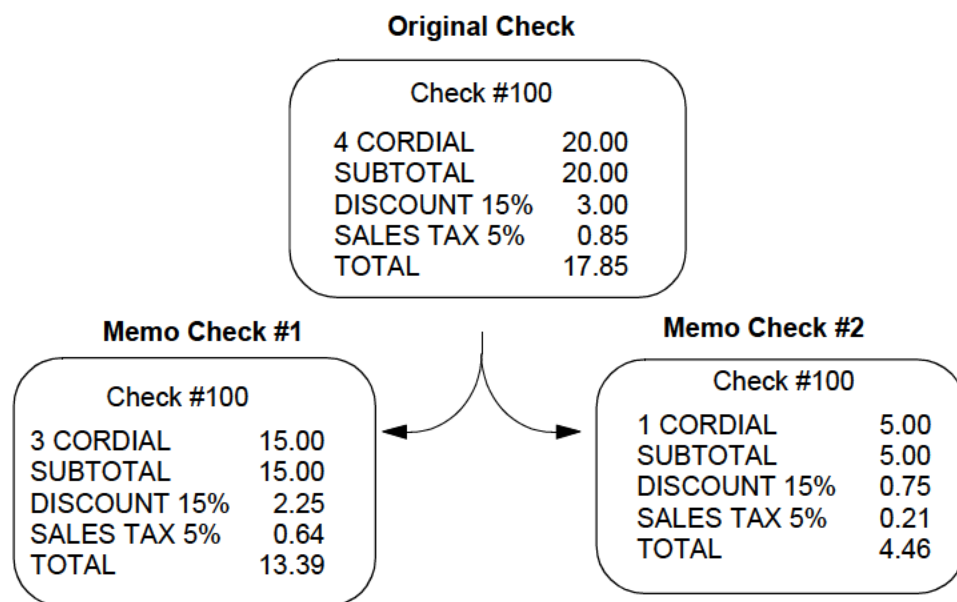 Original Check
Check #100
4 CORDIAL 20.00
SUBTOTAL 20.00
DISCOUNT 15% 3.00
SALES TAX 5% 0.85
TOTAL 17.85
Memo Check #1
Check #100
3 CORDIAL 15.00
SUBTOTAL 15.00
DISCOUNT 15% 2.25
SALES TAX 5% 0.64
TOTAL 13.39
Memo Check #2
Check #100
1 CORDIAL 5.00
SUBTOTAL 5.00
DISCOUNT 15% 0.75
SALES TAX 5% 0.21
TOTAL 4.46